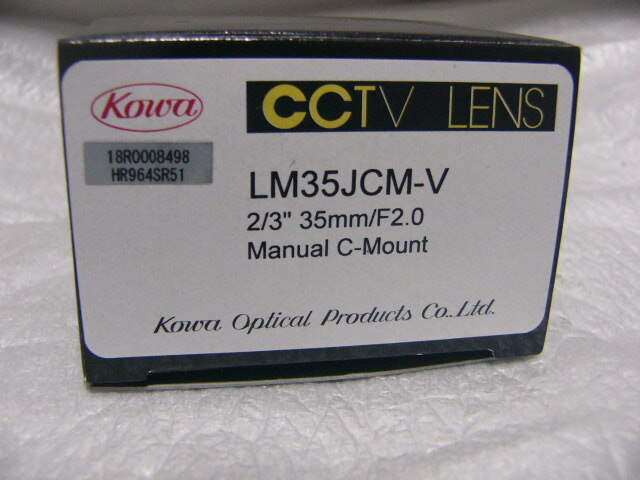 Kowa
CCTV LENS
18R0008498
HR964SR51
LM35JCM-V
2/3" 35mm/F2.0
Manual C-Mount
Kowa Optical Products Co.,Ltd.